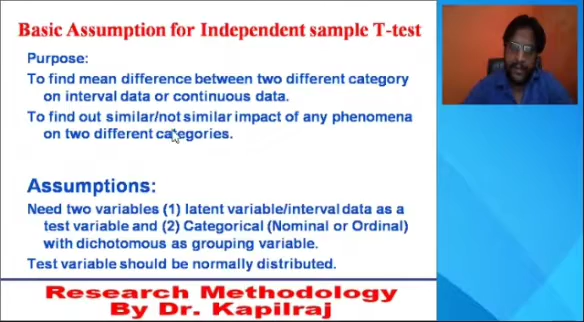 Basic Assumption for Independent sample T-test
Purpose:
To find mean difference between two different category
on interval data or continuous data.
To find out similar/not similar impact of any phenomena
on two different categories.
Assumptions:
Need two variables (1) latent variable/interval data as a
test variable and (2) Categorical (Nominal or Ordinal)
with dichotomous as grouping variable.
Test variable should be normally distributed.
Research Methodology
By Dr. Kapilraj